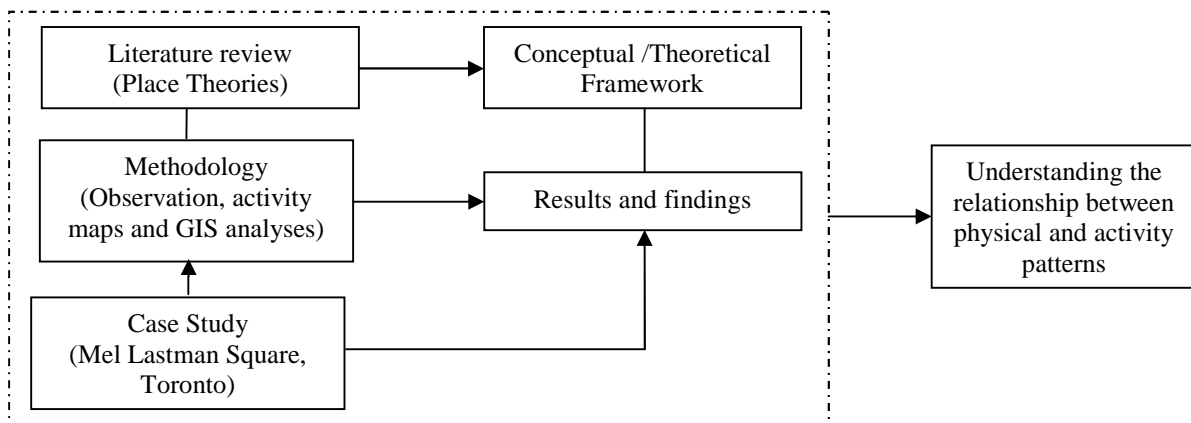 Literature review
(Place Theories)
Conceptual /Theoretical
Framework
Methodology
(Observation, activity
maps and GIS analyses)
Results and findings
Case Study
(Mel Lastman Square,
Toronto)
Understanding the
relationship between
physical and activity
patterns